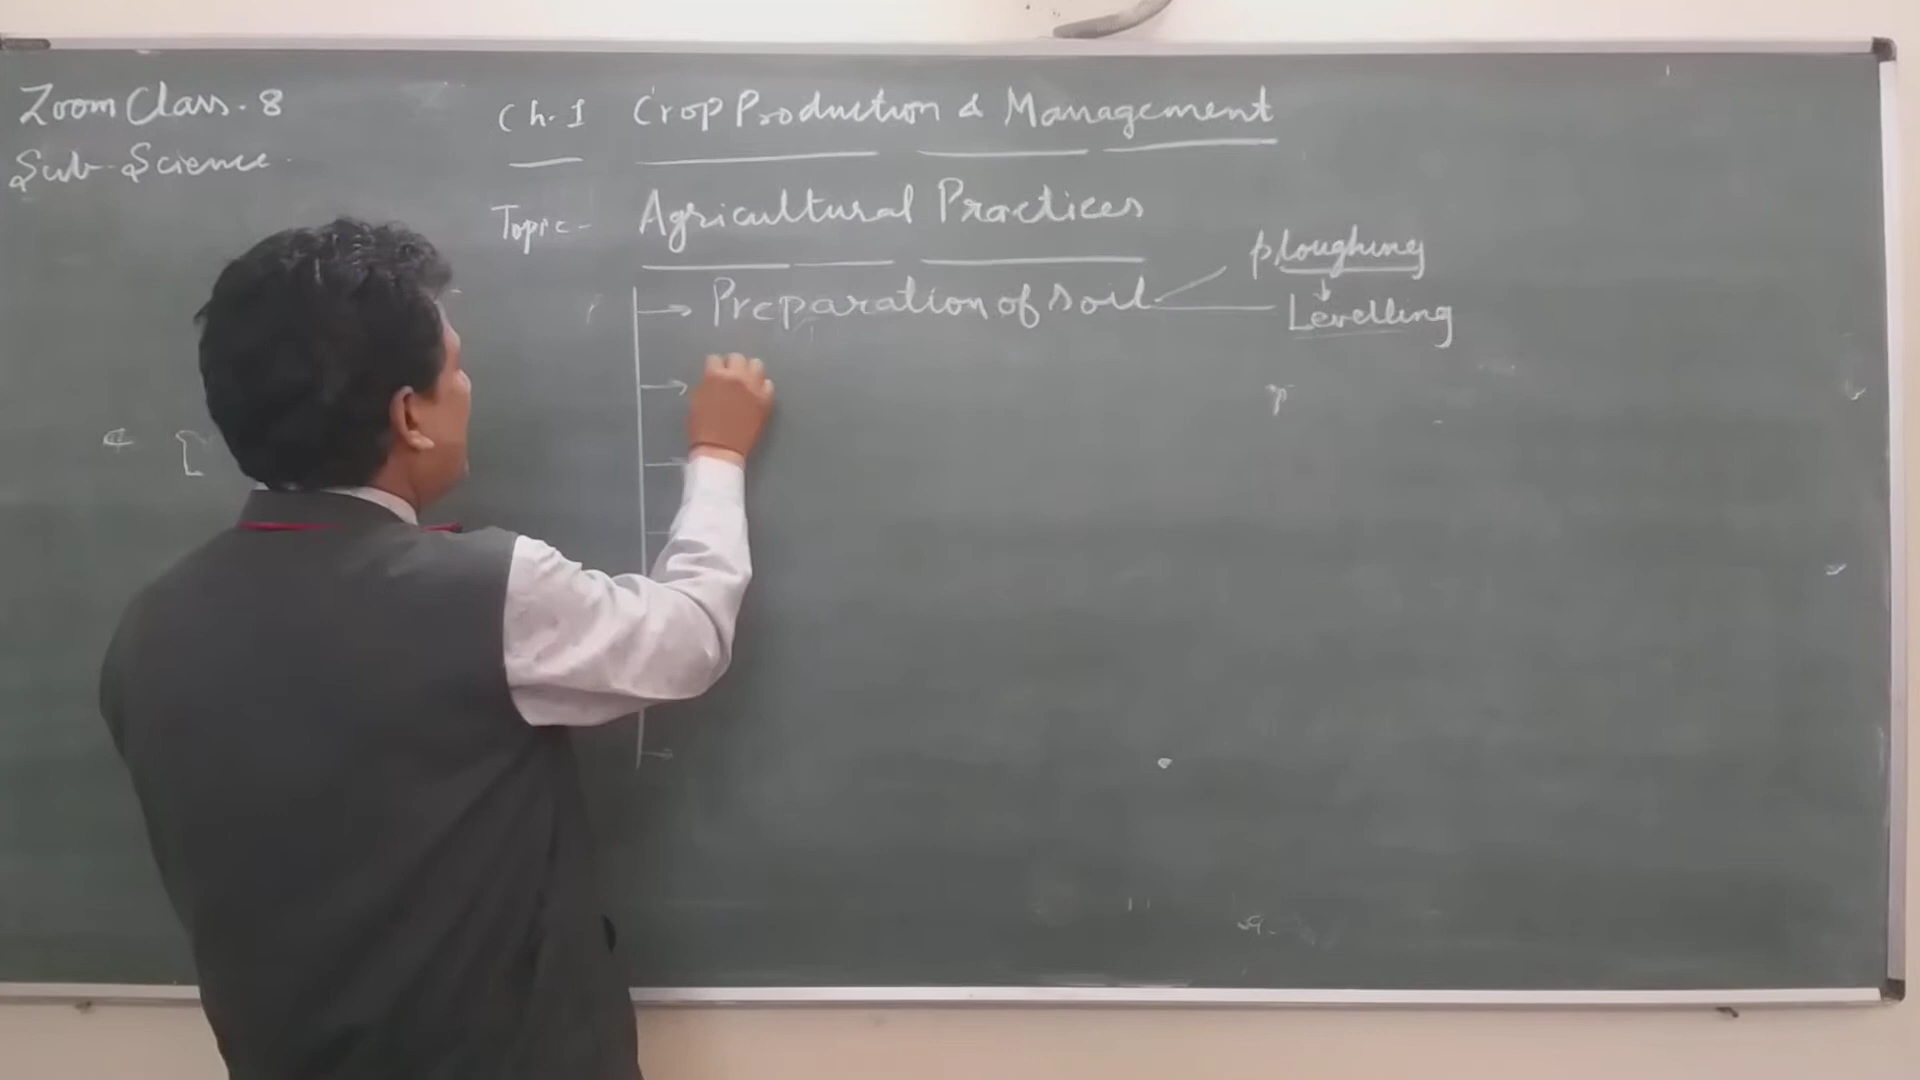 Zoom Class. 8
Sub-Science
Ch. 1 Crop Production & Management
Topic - Agricultural Practices
→ Preparation of soil
ploughing
↓
Levelling